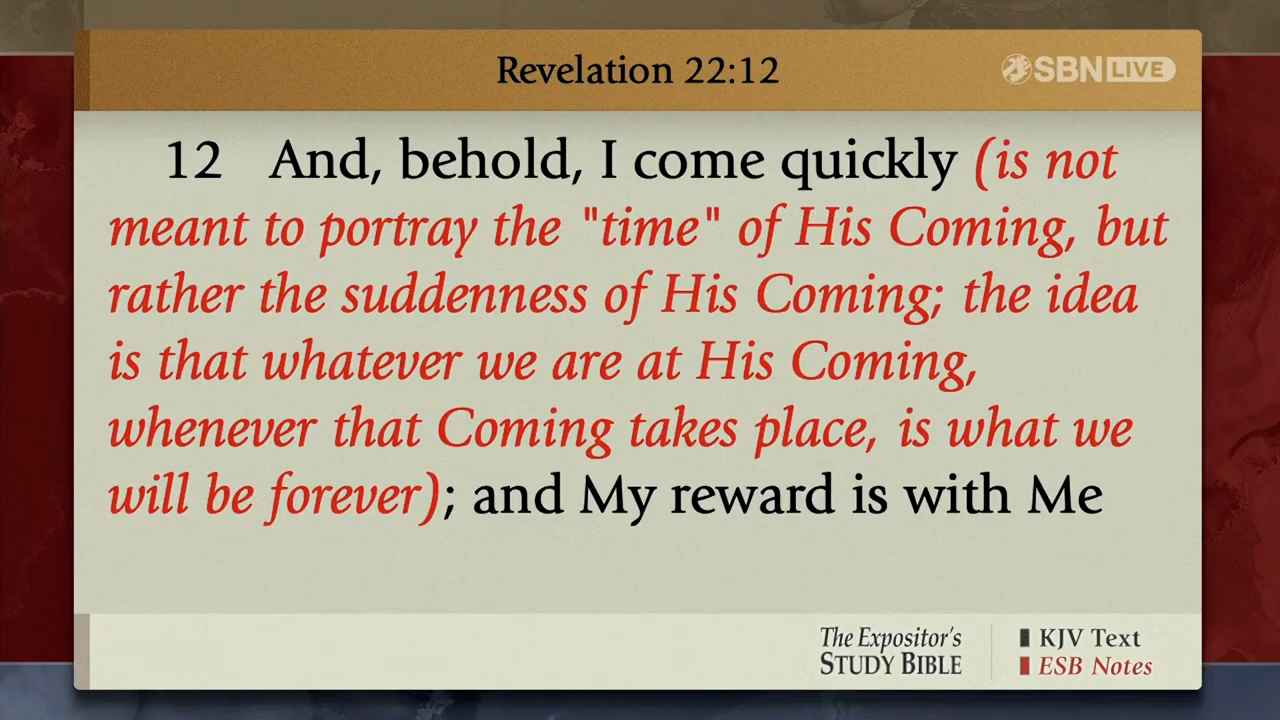 Revelation 22:12
SBN LIVE
12 And, behold, I come quickly (is not
meant to portray the "time" of His Coming, but
rather the suddenness of His Coming; the idea
is that whatever we are at His Coming,
whenever that Coming takes place, is what we
will be forever); and My reward is with Me
The Expositor's
STUDY BIBLE
KJV Text
ESB Notes